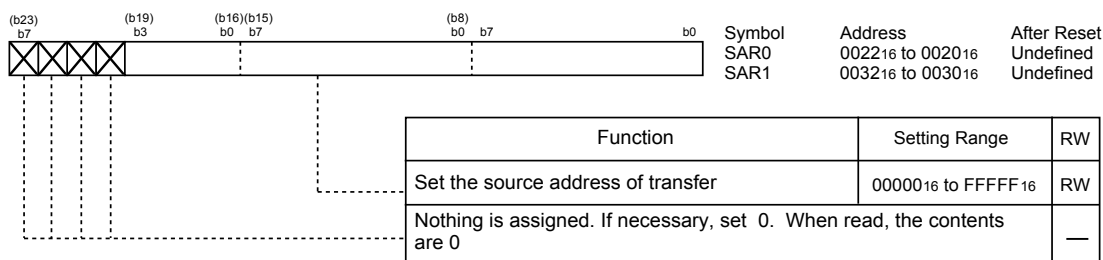 (b23) (b19) (b16)(b15) (b8)
b7 b3 b0 b7 b0 b7 b0
Symbol Address After Reset
SAR0 002216 to 002016 Undefined
SAR1 003216 to 003016 Undefined
Function Setting Range RW
Set the source address of transfer 0000016 to FFFFF16 RW
Nothing is assigned. If necessary, set 0. When read, the contents
are 0 —